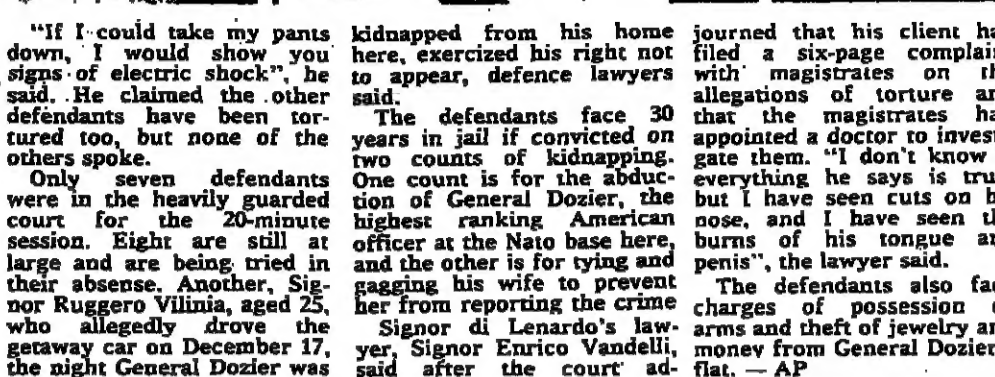 "If I could take my pants
down, I would show you
signs of electric shock", he
said. He claimed the other
defendants have been tor-
tured too, but none of the
others spoke.
Only seven defendants
were in the heavily guarded
court for the 20-minute
session. Eight are still at
large and are being tried in
their absense. Another, Sig-
nor Ruggero Vilinia, aged 25,
who allegedly drove the
getaway car on December 17,
the night General Dozier was
kidnapped from his home
here, exercized his right not
to appear, defence lawyers
said.
The defendants face 30
years in jail if convicted on
two counts of kidnapping.
One count is for the abduc-
tion of General Dozier, the
highest ranking American
officer at the Nato base here,
and the other is for tying and
gagging his wife to prevent
her from reporting the crime
Signor di Lenardo's law-
yer, Signor Enrico Vandelli,
said after the court ad-
journed that his client ha
filed a six-page complain
with magistrates on th
allegations of torture an
that the magistrates ha
appointed a doctor to invest
gate them. "I don't know
everything he says is tru
but I have seen cuts on h
nose, and I have seen th
burns of his tongue an
penis", the lawyer said.
The defendants also fac
charges of possession
arms and theft of jewelry an
money from General Dozier
flat. — AP